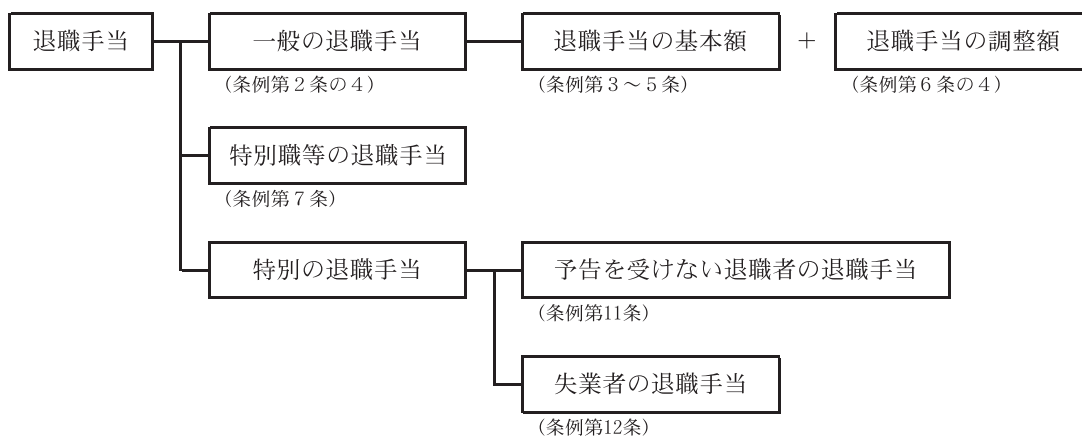 退職手当 一般の退職手当 退職手当の基本額 ＋ 退職手当の調整額
（条例第２条の４） （条例第３～５条） （条例第６条の４）
特別職等の退職手当
（条例第７条）
特別の退職手当 予告を受けない退職者の退職手当
（条例第11条）
失業者の退職手当
（条例第12条）